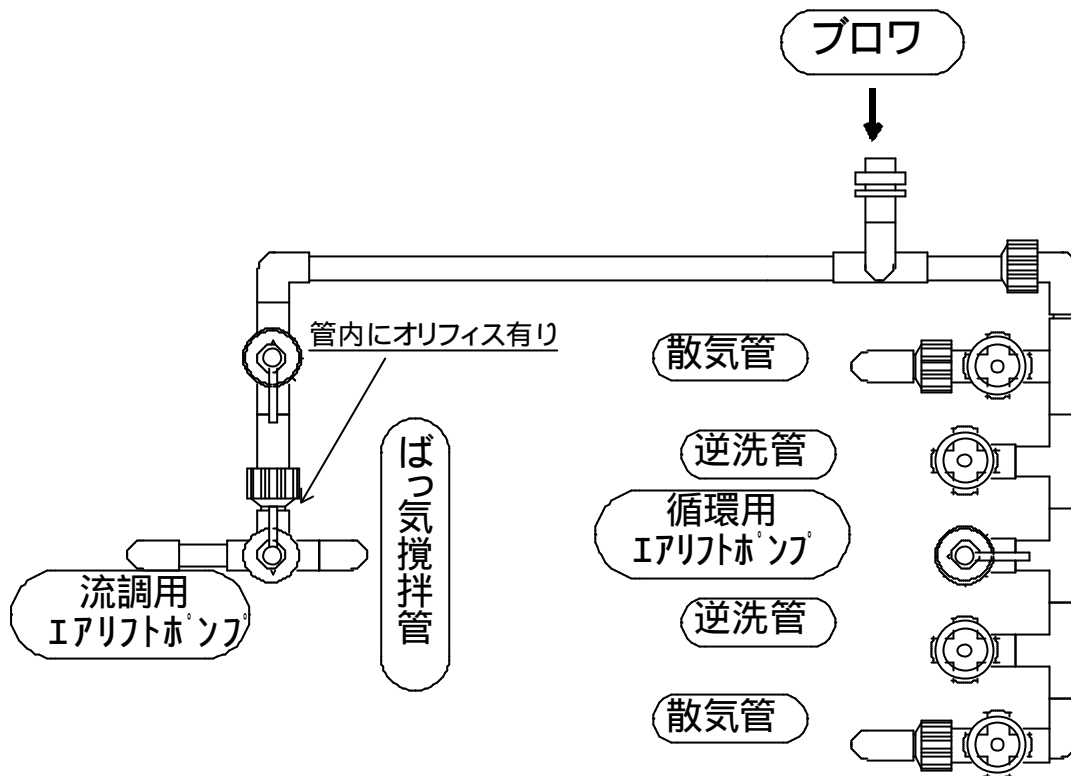 ブロワ
管内にオリフィス有り
散気管
ばっ気撹拌管
逆洗管
循環用
エアリフトポンプ
流調用
エアリフトポンプ
逆洗管
散気管